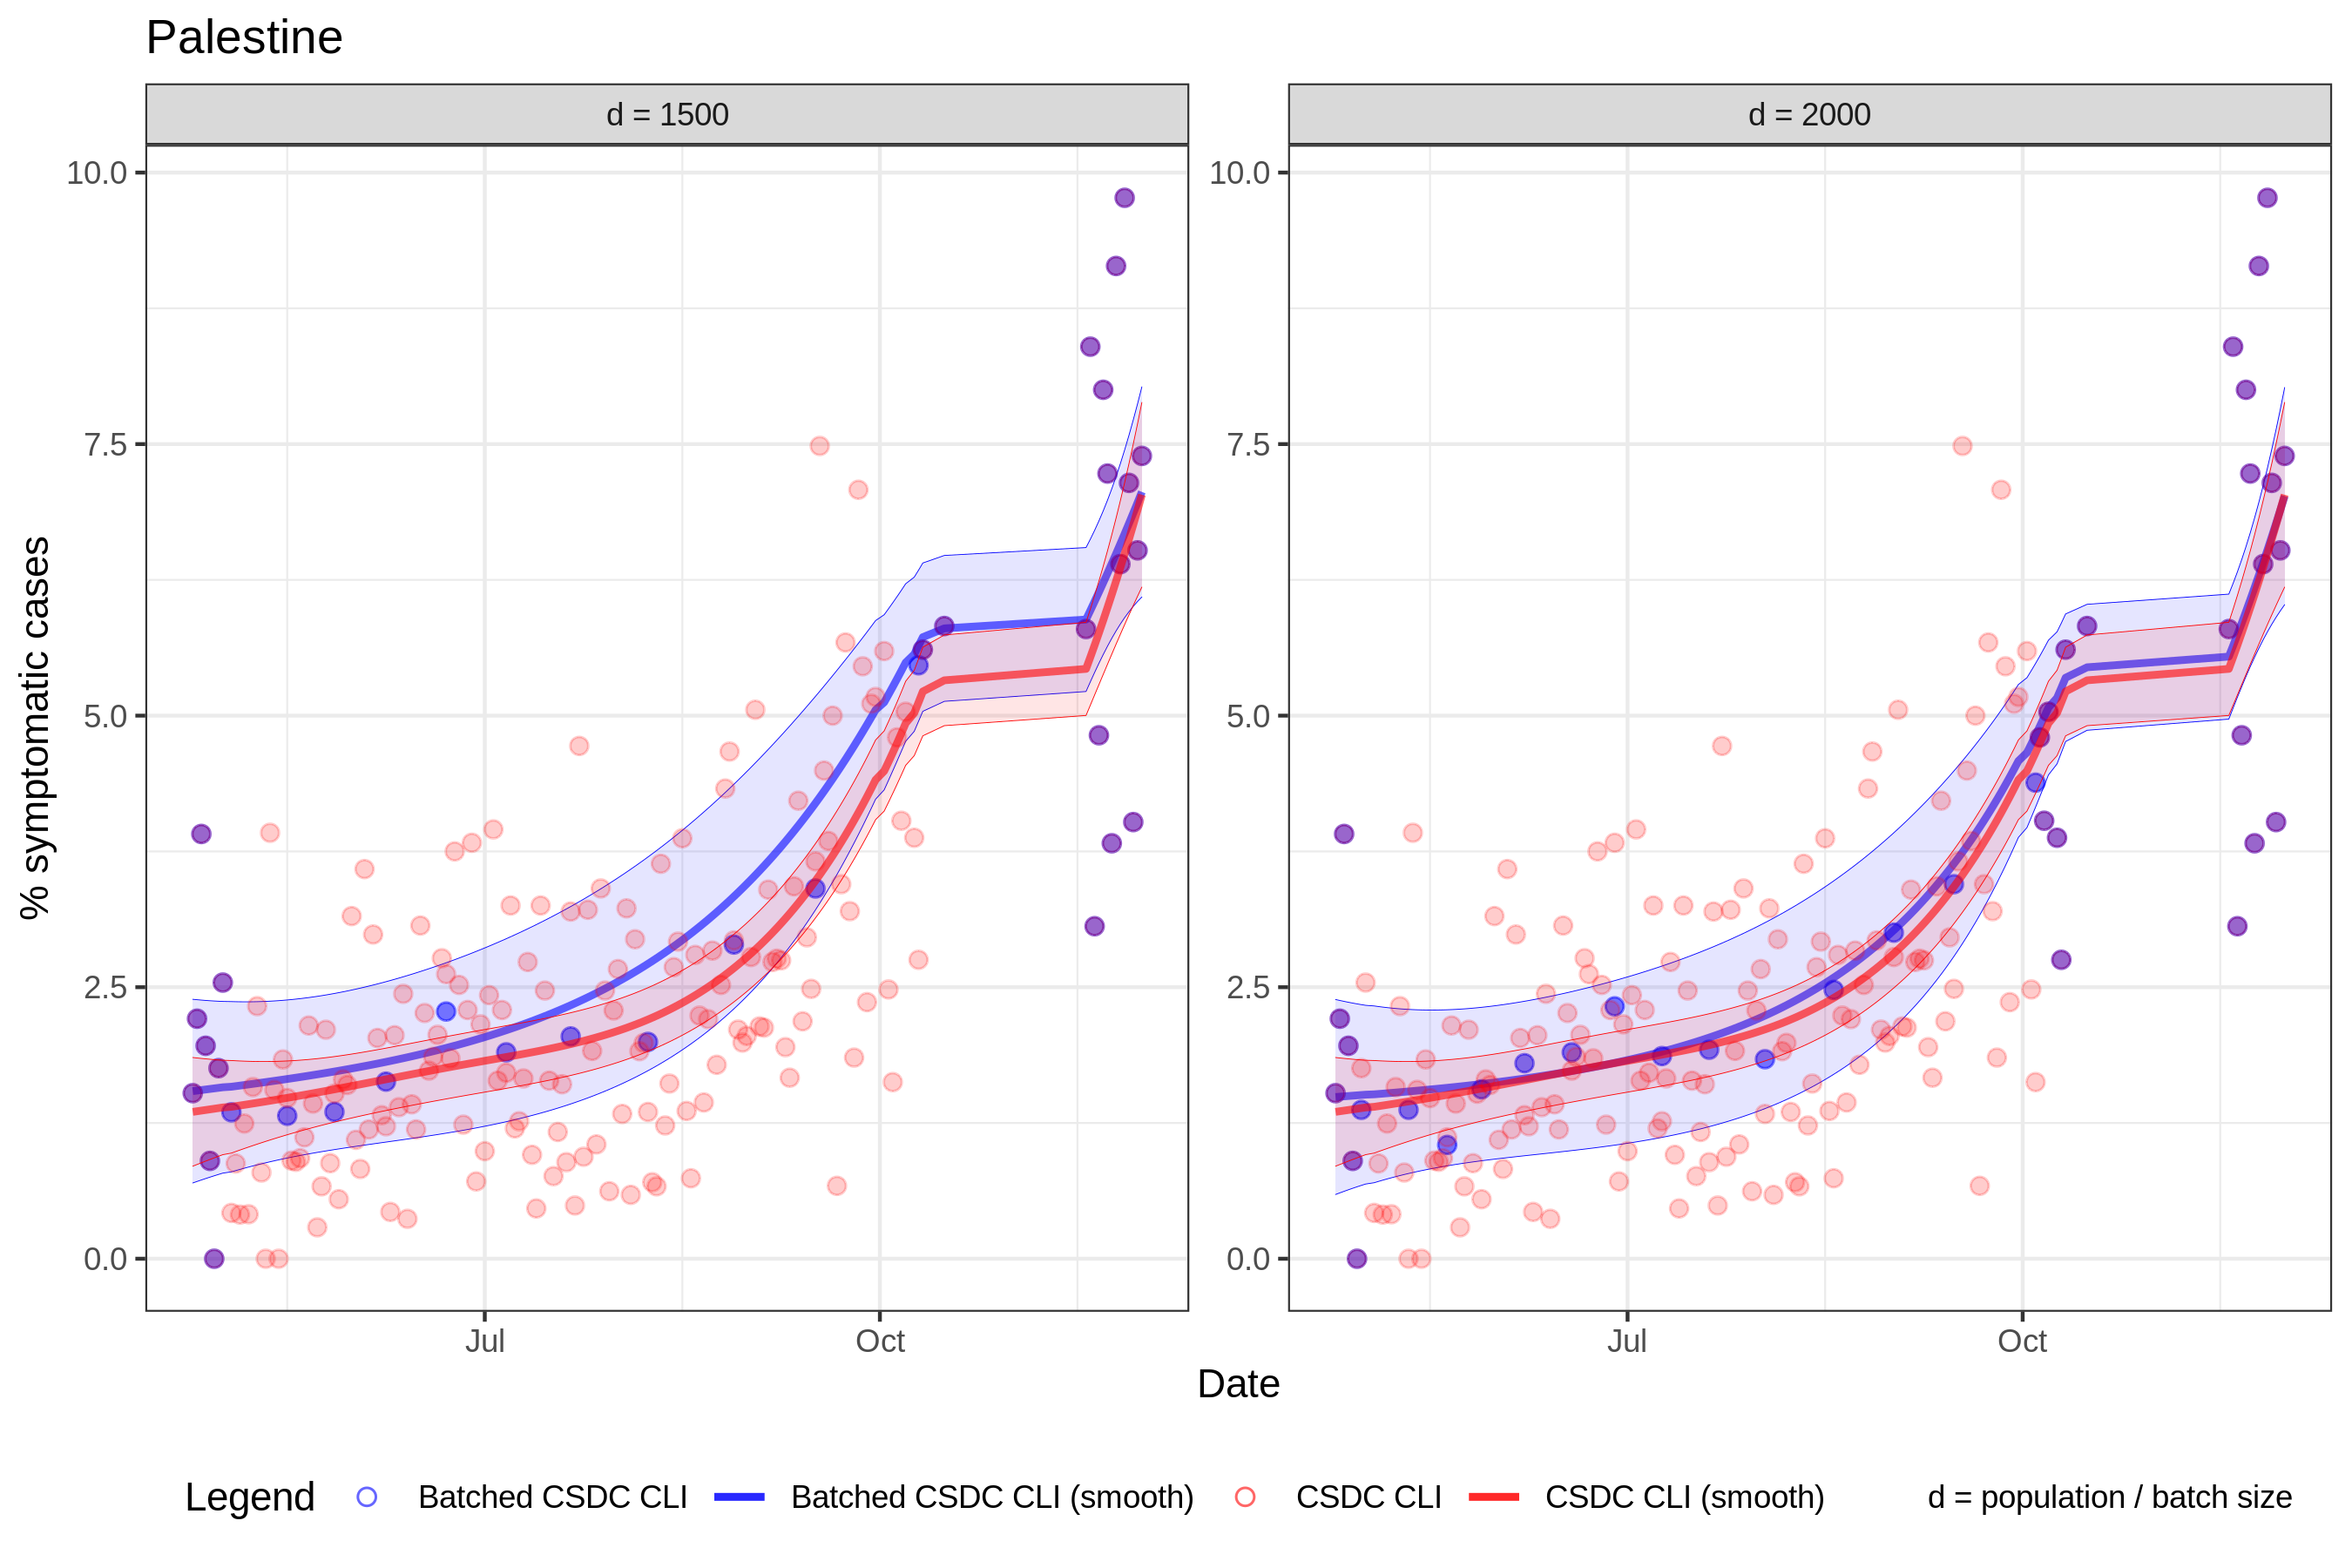 Palestine
d = 1500
d = 2000
10.0
7.5
5.0
2.5
0.0
10.0
7.5
5.0
2.5
0.0
% symptomatic cases
Jul
Oct
Jul
Oct
Date
Legend
Batched CSDC CLI
Batched CSDC CLI (smooth)
CSDC CLI
CSDC CLI (smooth)
d = population / batch size